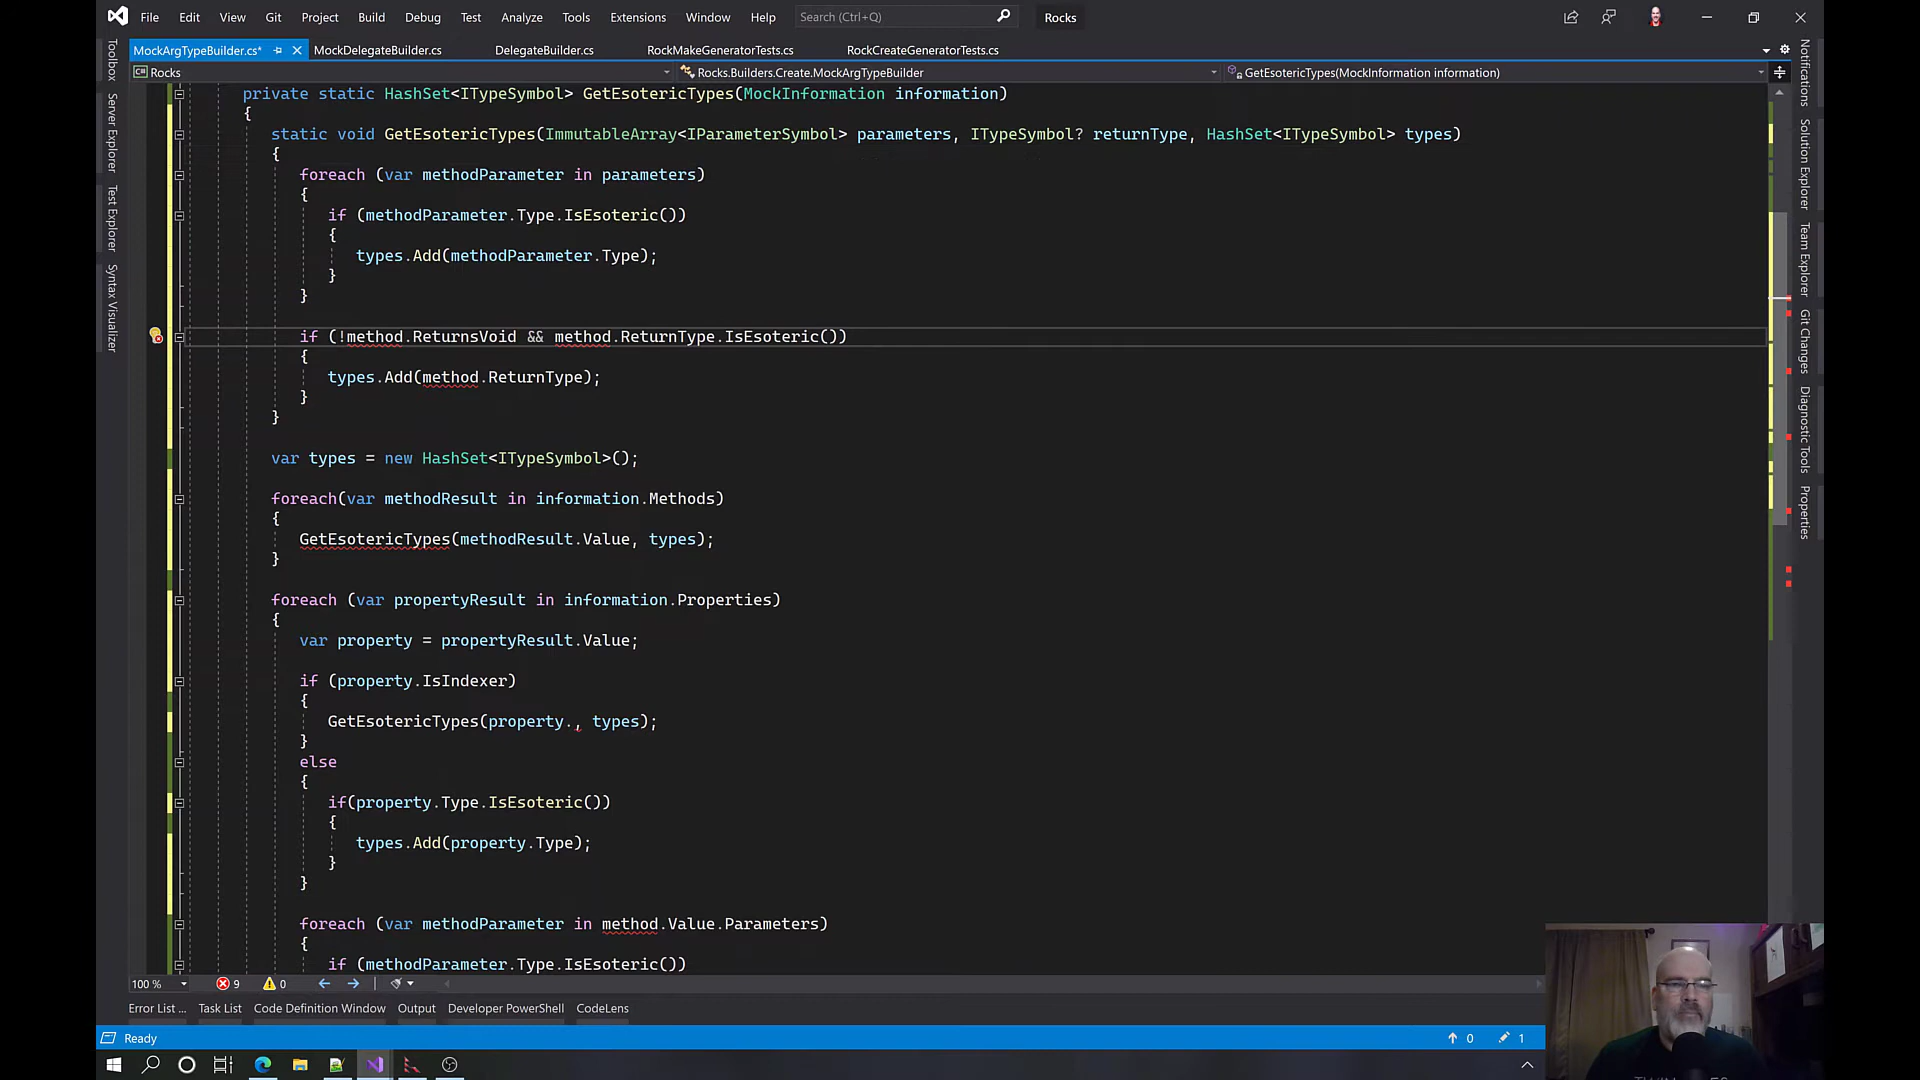 File Edit View Git Project Build Debug Test Analyze Tools Extensions Window Help Search (Ctrl+Q) Rocks
MockArgTypeBuilder.cs* MockDelegateBuilder.cs DelegateBuilder.cs RockMakeGeneratorTests.cs RockCreateGeneratorTests.cs
C# Rocks Rocks.Builders.Create.MockArgTypeBuilder GetEsotericTypes(MockInformation information)
Toolbox
Server Explorer
Test Explorer
Syntax Visualizer
private static HashSet<ITypeSymbol> GetEsotericTypes(MockInformation information)
{
static void GetEsotericTypes(ImmutableArray<IParameterSymbol> parameters, ITypeSymbol? returnType, HashSet<ITypeSymbol> types)
{
foreach (var methodParameter in parameters)
{
if (methodParameter.Type.IsEsoteric())
{
types.Add(methodParameter.Type);
}
}
if (!method.ReturnsVoid && method.ReturnType.IsEsoteric())
{
types.Add(method.ReturnType);
}
}
var types = new HashSet<ITypeSymbol>();
foreach(var methodResult in information.Methods)
{
GetEsotericTypes(methodResult.Value, types);
}
foreach (var propertyResult in information.Properties)
{
var property = propertyResult.Value;
if (property.IsIndexer)
{
GetEsotericTypes(property., types);
}
else
{
if(property.Type.IsEsoteric())
{
types.Add(property.Type);
}
}
foreach (var methodParameter in method.Value.Parameters)
{
if (methodParameter.Type.IsEsoteric())
Notifications
Solution Explorer
Team Explorer
Git Changes
Diagnostic Tools
Properties
100 % 9 0
Error List ... Task List Code Definition Window Output Developer PowerShell CodeLens
Ready 0 1